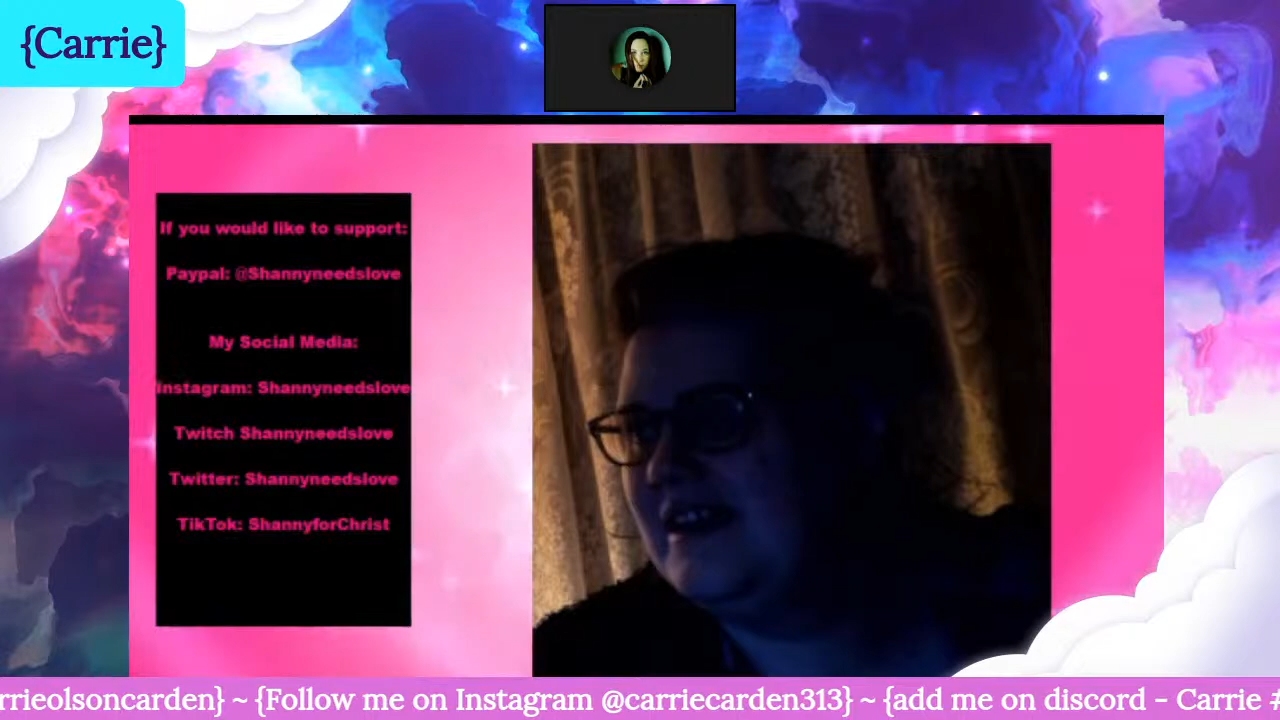 {Carrie}
If you would like to support:
Paypal: @Shannyneedslove
My Social Media:
Instagram: Shannyneedslove
Twitch Shannyneedslove
Twitter: Shannyneedslove
TikTok: ShannyforChrist
rrieolsoncarden} ~ {Follow me on Instagram @carriecarden313} ~ {add me on discord - Carrie #